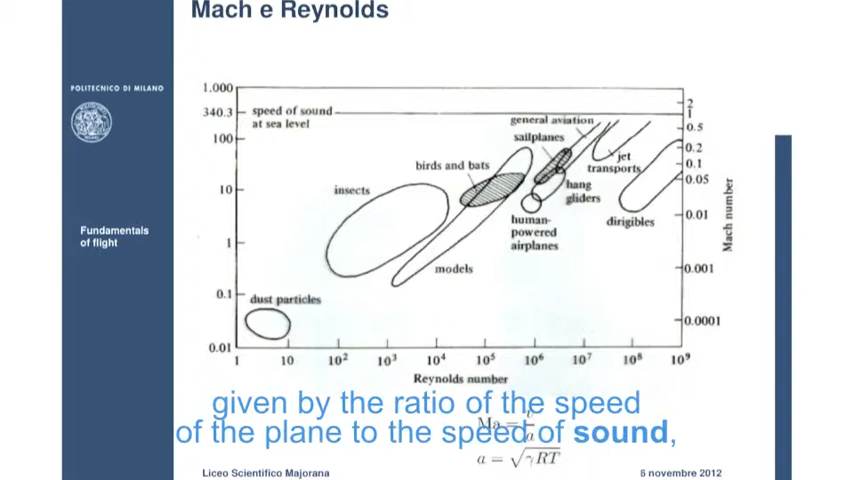 Mach e Reynolds
POLITECNICO DI MILANO
Fundamentals
of flight
1.000
340.3
100
10
1
0.1
0.01
speed of sound
at sea level
general aviation
sailplanes
birds and bats
insects
jet
transports
hang
gliders
human-
powered
airplanes
dirigibles
models
dust particles
2
1
0.5
0.2
0.1
0.05
0.01
0.001
0.0001
Mach number
1 10 10² 10³ 10⁴ 10⁵ 10⁶ 10⁷ 10⁸ 10⁹
Reynolds number
given by the ratio of the speed
of the plane to the speed of sound,
a = √γRT
Liceo Scientifico Majorana
6 novembre 2012